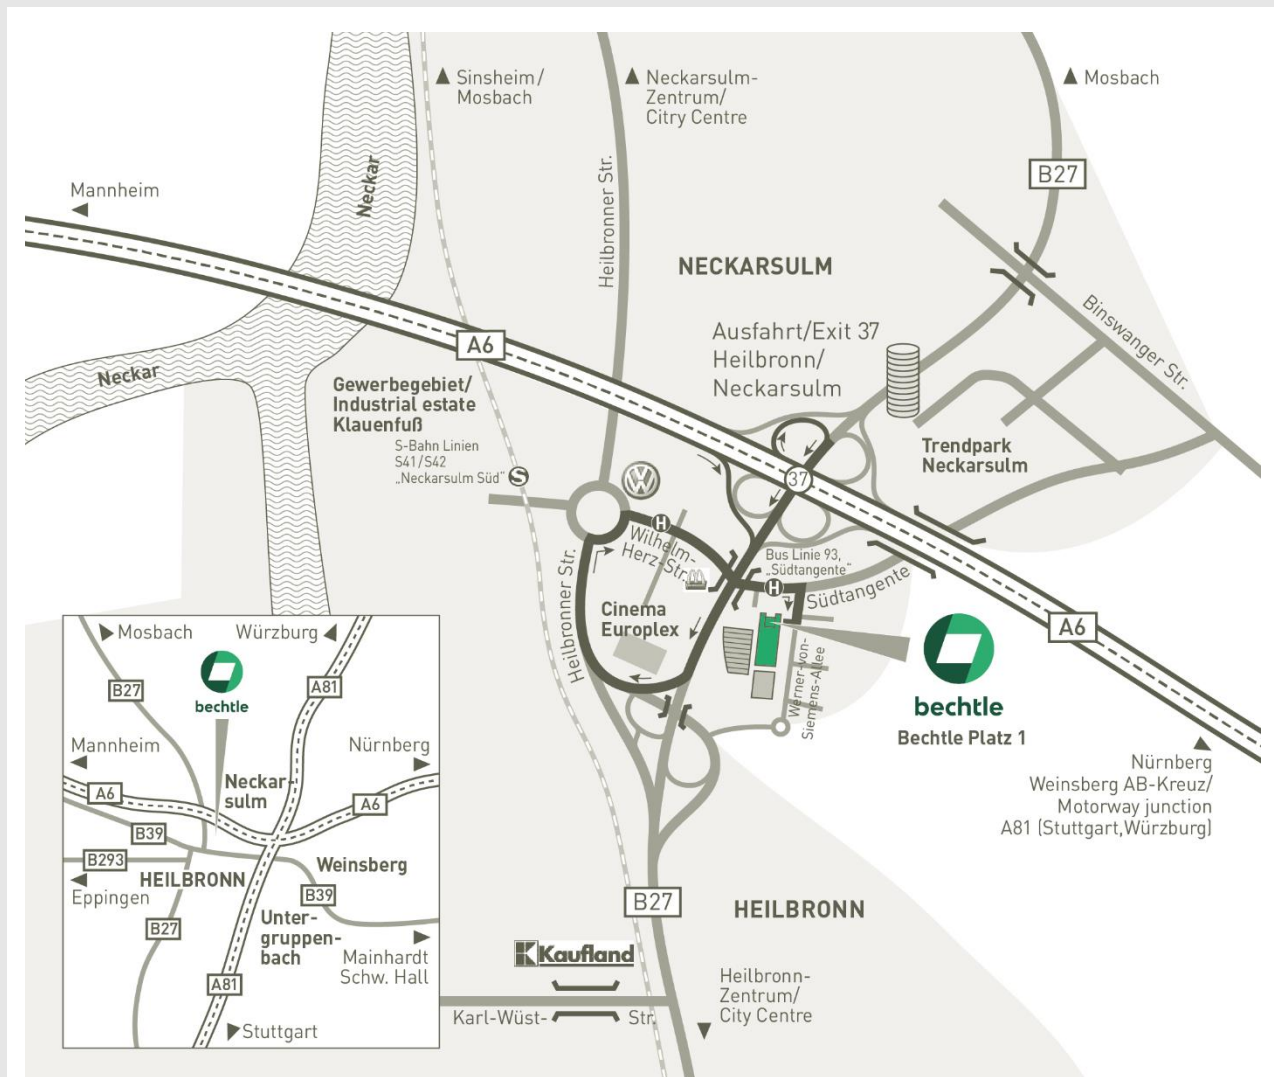 Sinsheim/
Mosbach
Neckarsulm-
Zentrum/
Citry Centre
Mosbach
B27
Mannheim
Neckar
Heilbronner Str.
NECKARSULM
Binswanger Str.
Ausfahrt/Exit 37
Heilbronn/
Neckarsulm
A6
Neckar
Gewerbegebiet/
Industrial estate
Klauenfuß
S-Bahn Linien
S41/S42
„Neckarsulm Süd“
S
VW
37
Trendpark
Neckarsulm
H
Wilhelm-
Herz-Str.
Bus Linie 93,
„Südtangente“
H
Südtangente
Heilbronner Str.
Cinema
Europlex
Werner-von-
Siemens-Allee
A6
bechtle
Bechtle Platz 1
Nürnberg
Weinsberg AB-Kreuz/
Motorway junction
A81 (Stuttgart,Würzburg)
B27
HEILBRONN
Kaufland
Heilbronn-
Zentrum/
City Centre
Karl-Wüst-
Str.
Mosbach
Würzburg
B27
A81
bechtle
Mannheim
Nürnberg
Neckar-
sulm
A6
A6
B39
B293
Weinsberg
HEILBRONN
Eppingen
B39
B27
Unter-
gruppen-
bach
Mainhardt
Schw. Hall
A81
Stuttgart